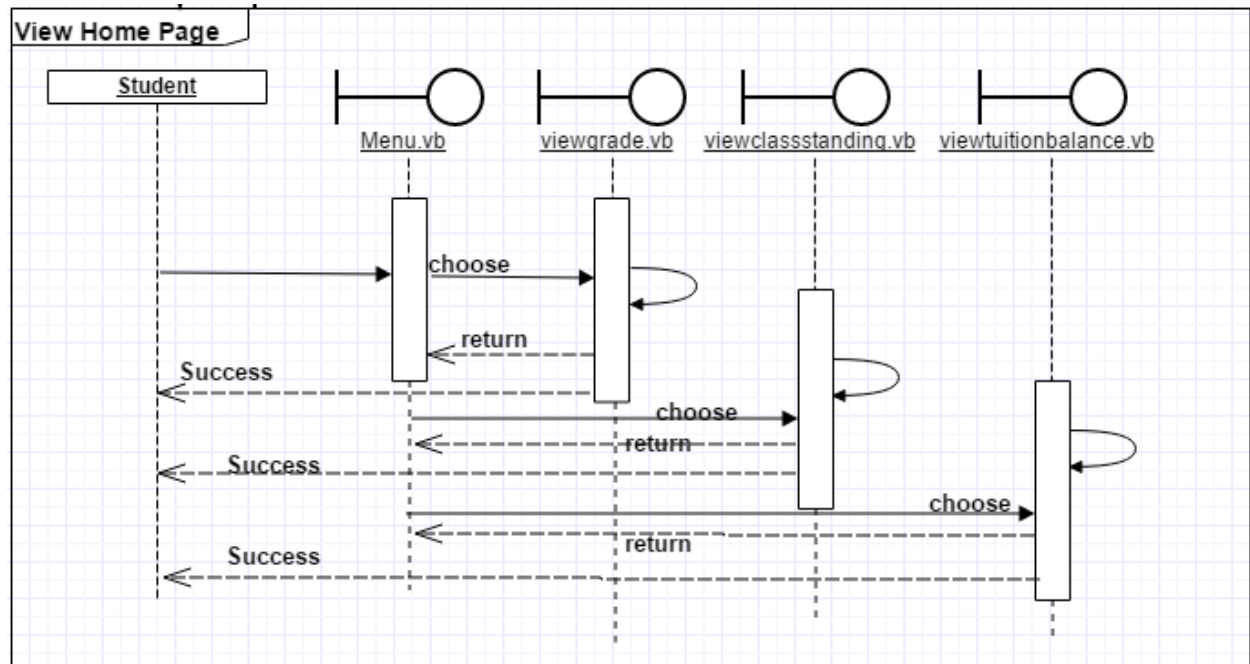 View Home Page
Student
Menu.vb
viewgrade.vb
viewclassstanding.vb
viewtuitionbalance.vb
choose
return
Success
choose
return
Success
choose
return
Success